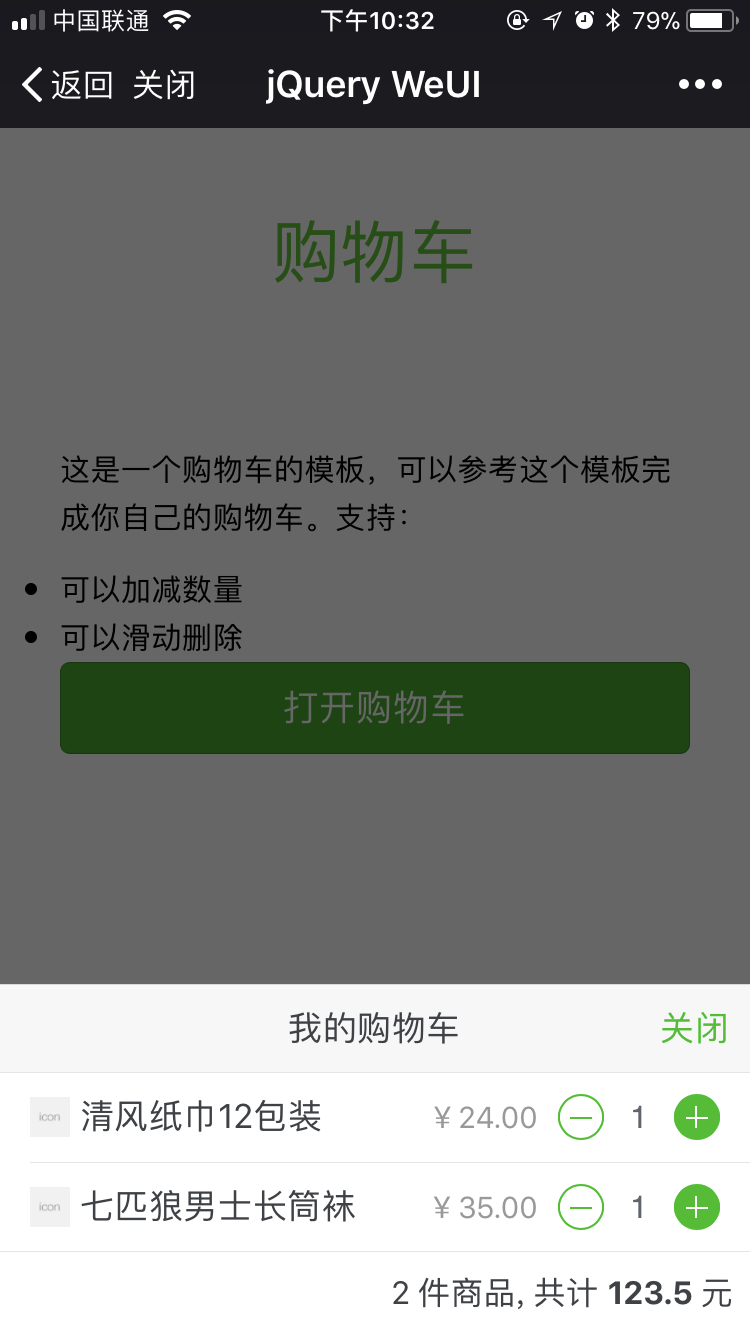 中国联通 下午10:32 79%
返回 关闭 jQuery WeUI
购物车
这是一个购物车的模板，可以参考这个模板完
成你自己的购物车。支持：
可以加减数量
可以滑动删除
打开购物车
我的购物车 关闭
icon 清风纸巾12包装 ¥ 24.00 1
icon 七匹狼男士长筒袜 ¥ 35.00 1
2 件商品, 共计 123.5 元